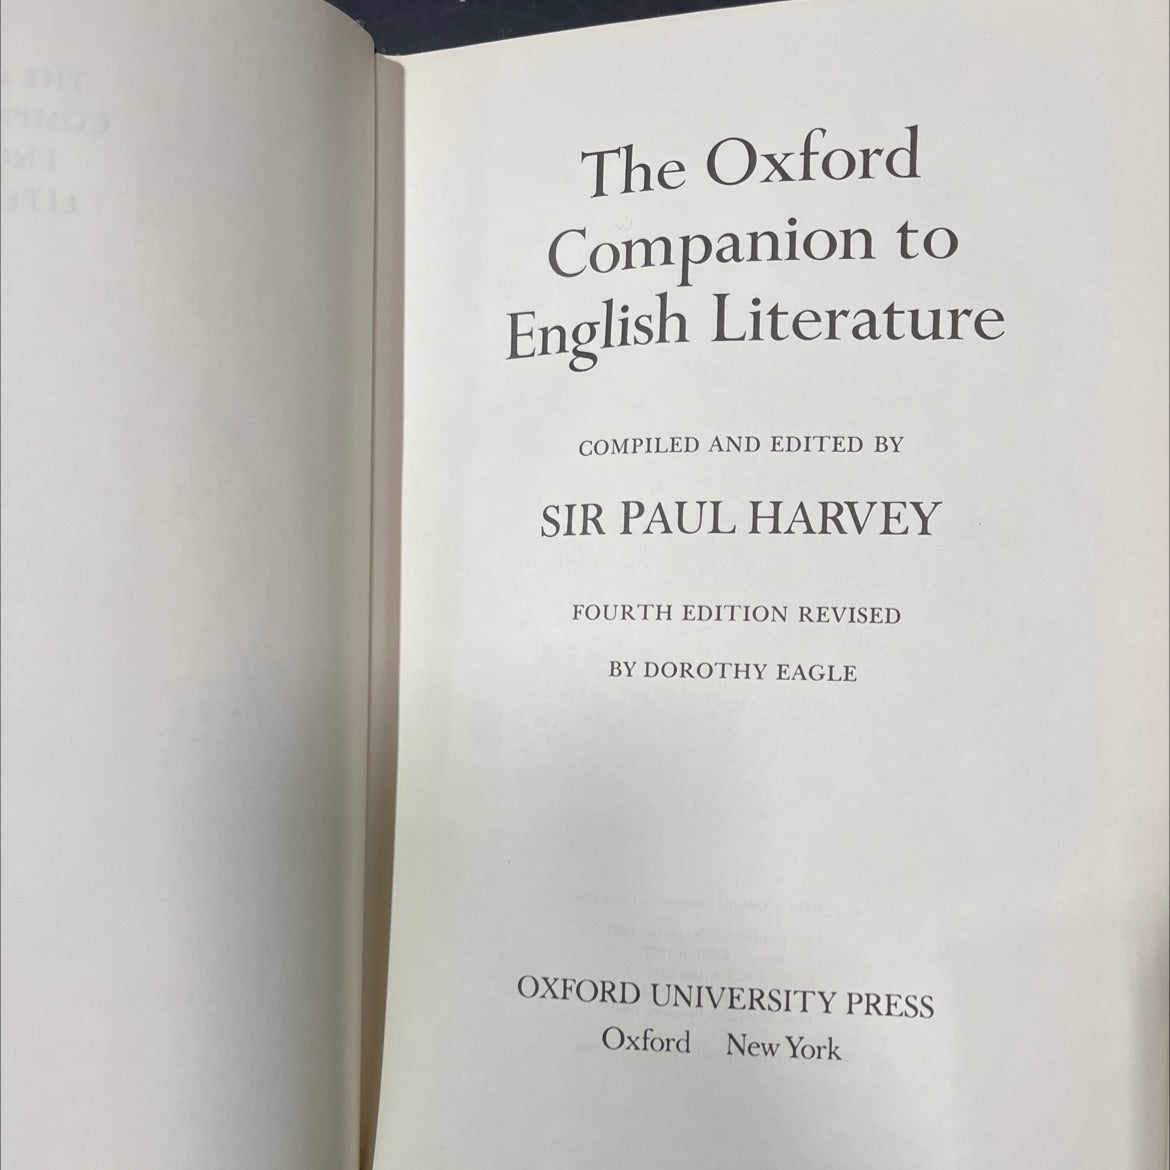 The Oxford
Companion to
English Literature
COMPILED AND EDITED BY
SIR PAUL HARVEY
FOURTH EDITION REVISED
BY DOROTHY EAGLE
OXFORD UNIVERSITY PRESS
Oxford New York